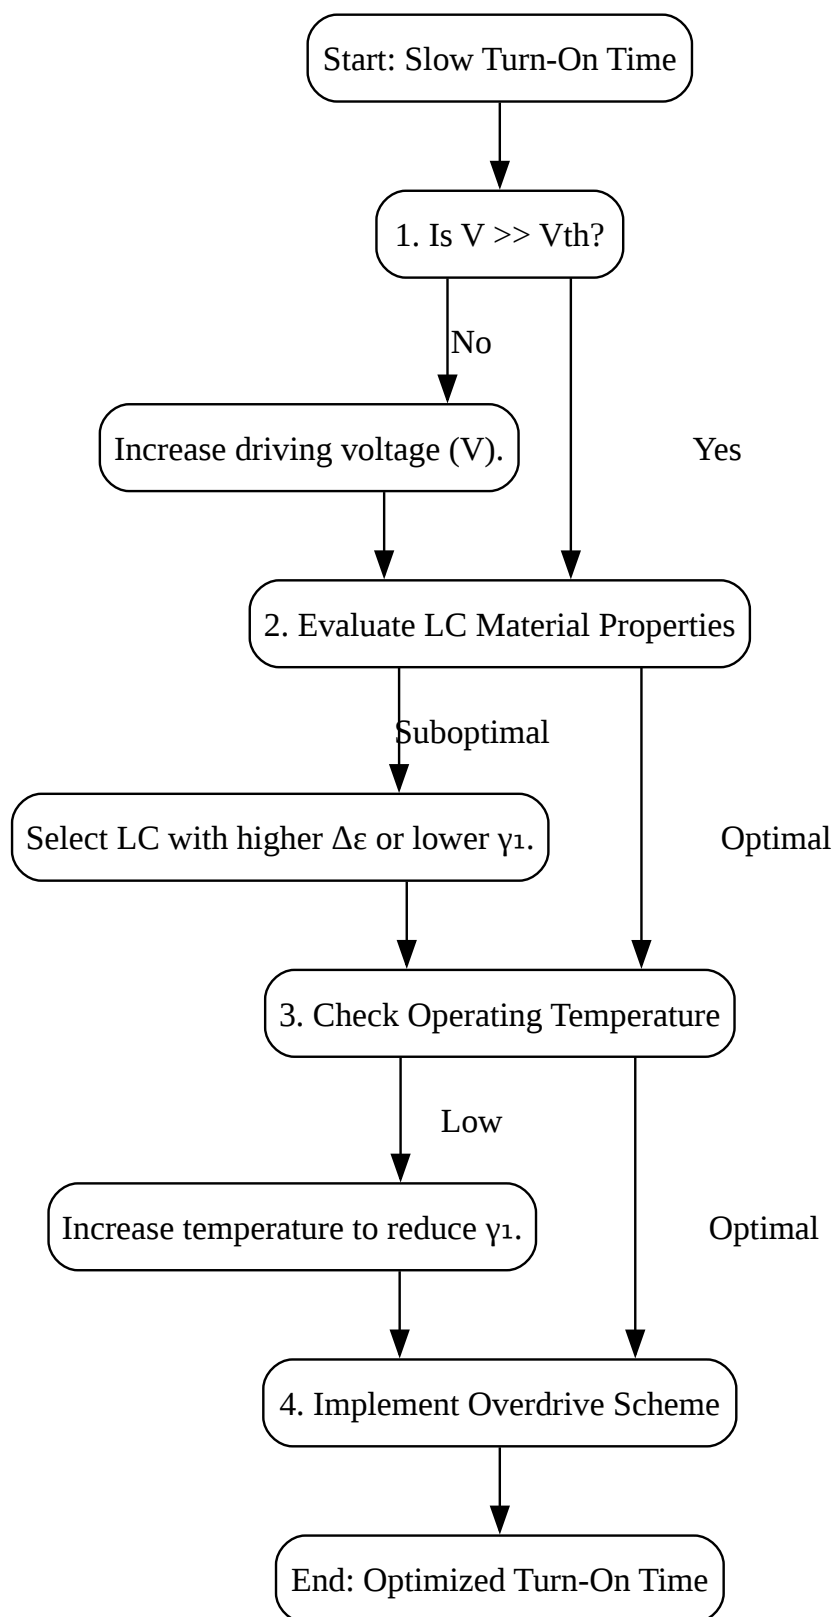 Start: Slow Turn-On Time
1. Is V >> Vth?
No
Increase driving voltage (V).
Yes
2. Evaluate LC Material Properties
Suboptimal
Select LC with higher Δε or lower γ₁.
Optimal
3. Check Operating Temperature
Low
Increase temperature to reduce γ₁.
Optimal
4. Implement Overdrive Scheme
End: Optimized Turn-On Time